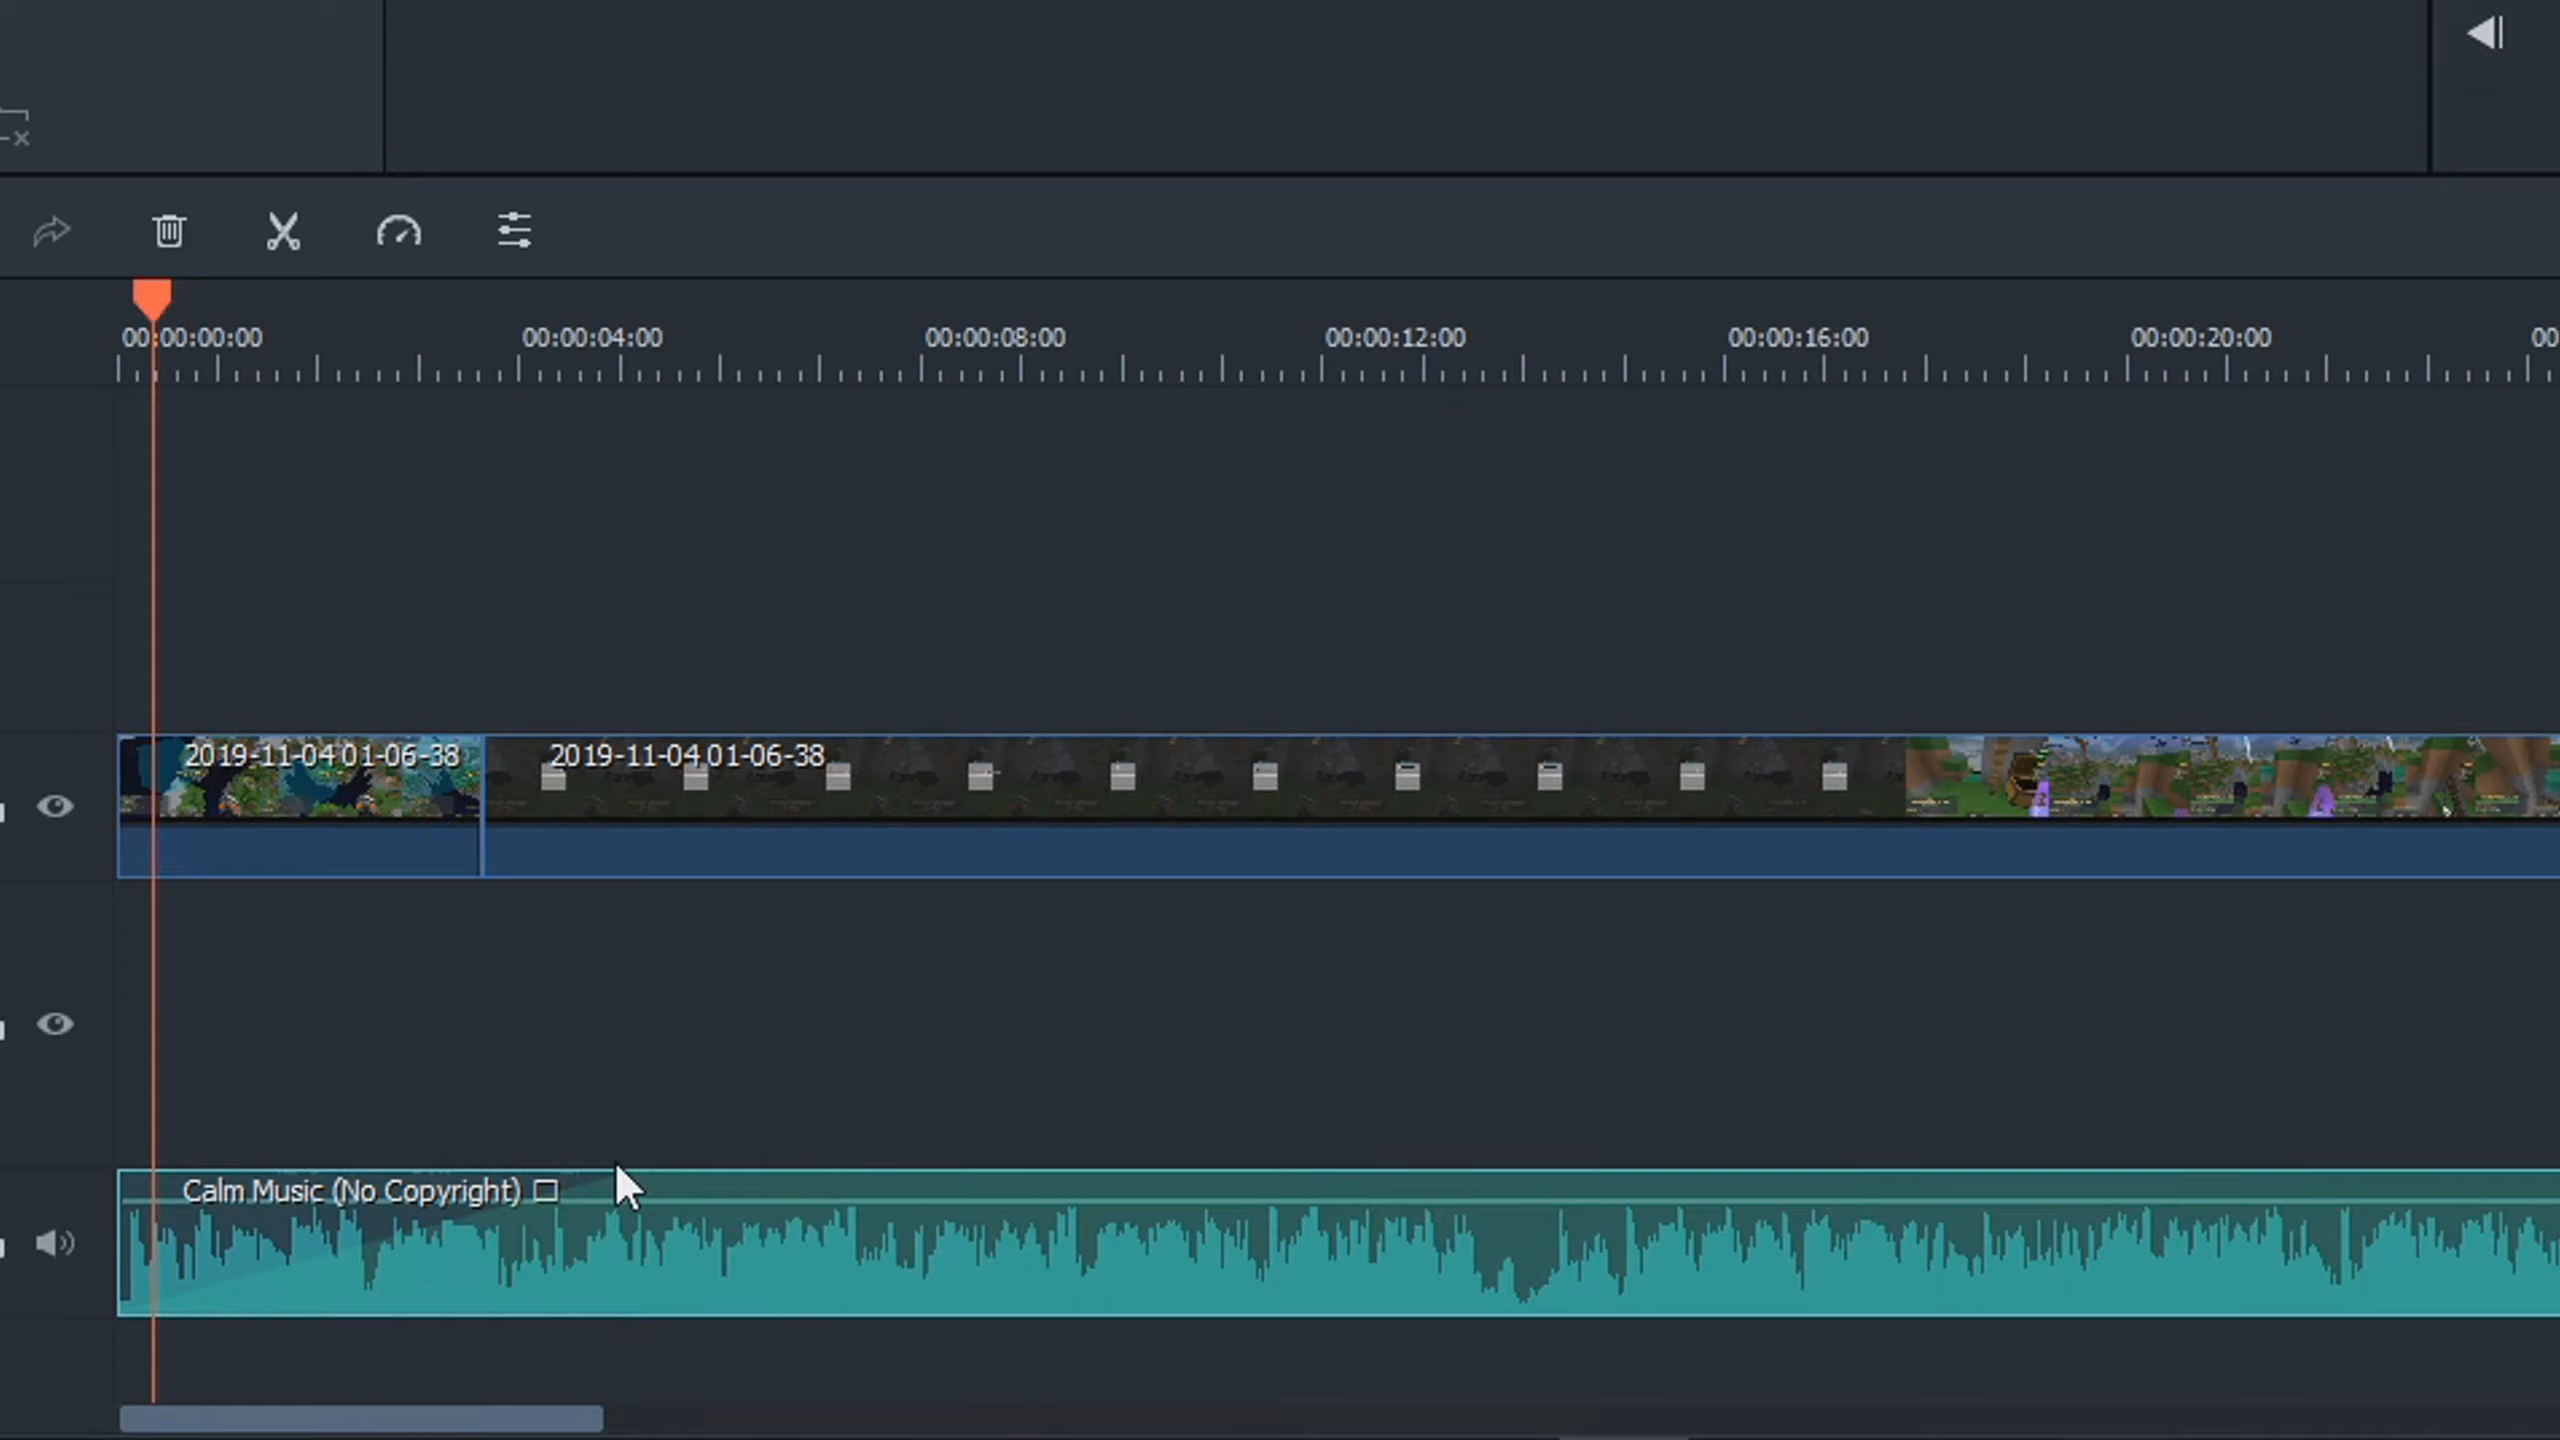 00:00:00:00 00:00:04:00 00:00:08:00 00:00:12:00 00:00:16:00 00:00:20:00 00
2019-11-04 01-06-38 2019-11-04 01-06-38
Calm Music (No Copyright) □